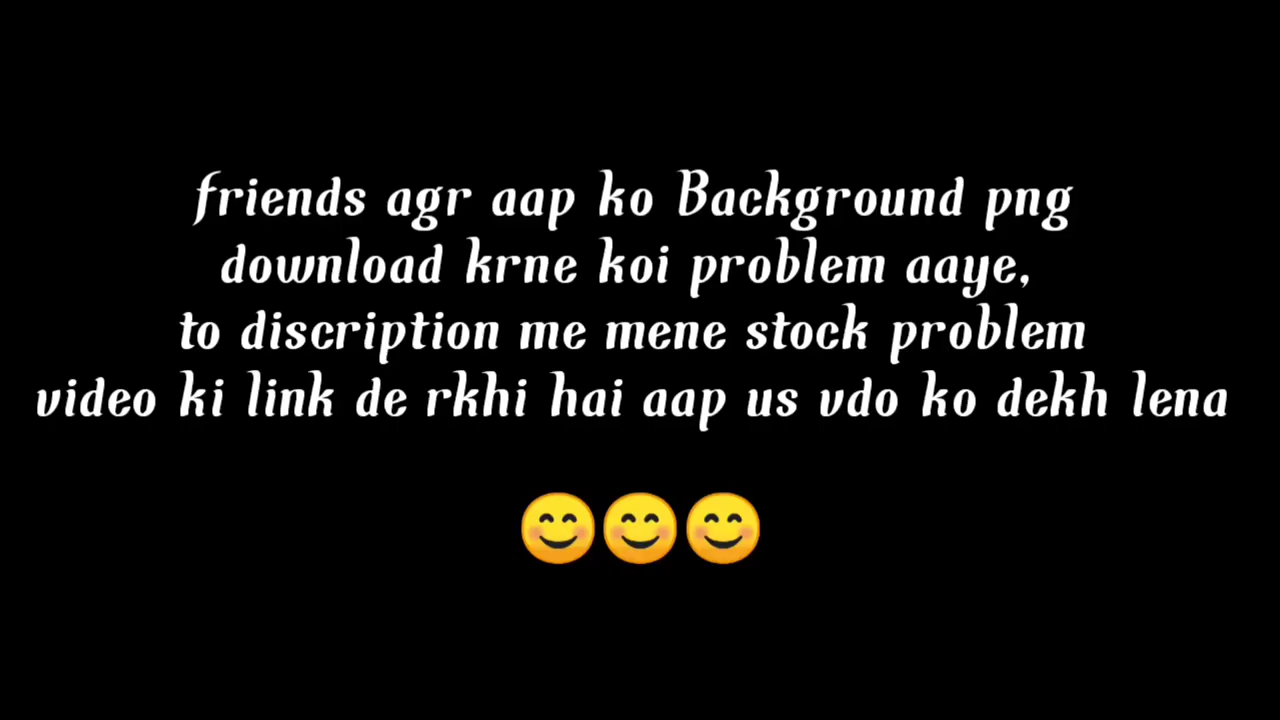 friends agr aap ko Background png
download krne koi problem aaye,
to discription me mene stock problem
video ki link de rkhi hai aap us vdo ko dekh lena
😊😊😊